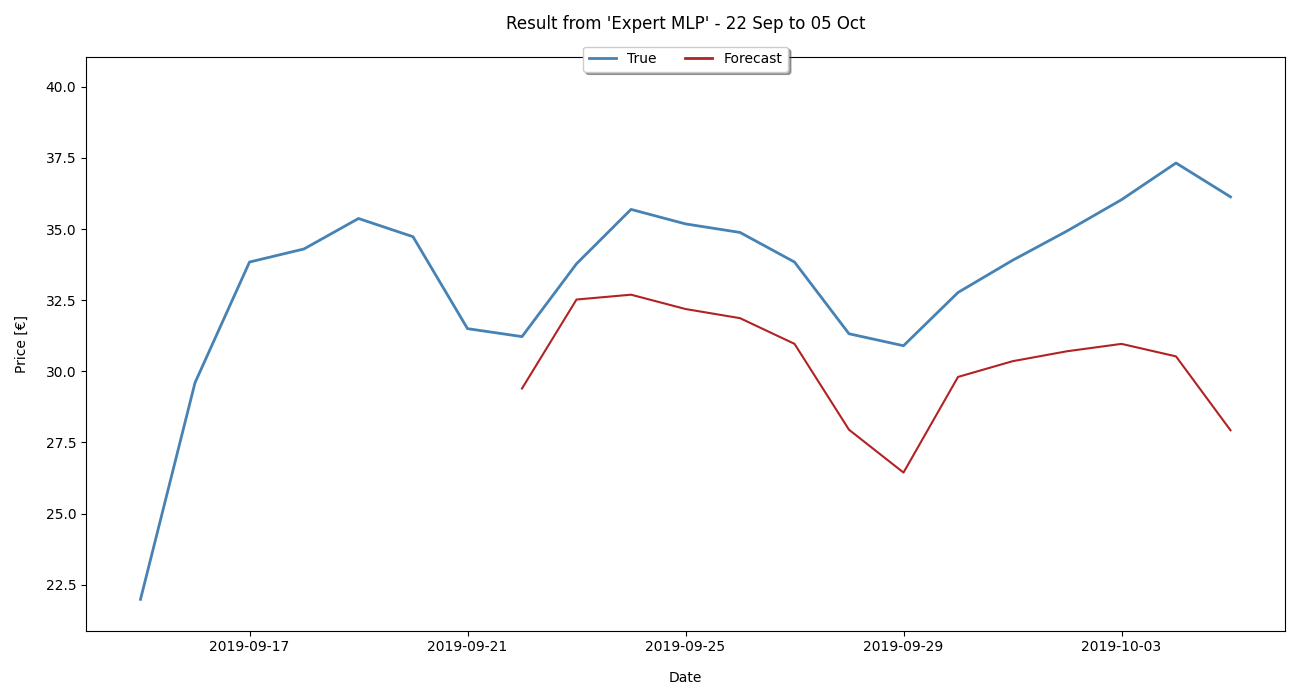 Result from 'Expert MLP' - 22 Sep to 05 Oct
True
Forecast
40.0
37.5
35.0
32.5
30.0
27.5
25.0
22.5
Price [€]
2019-09-17
2019-09-21
2019-09-25
2019-09-29
2019-10-03
Date